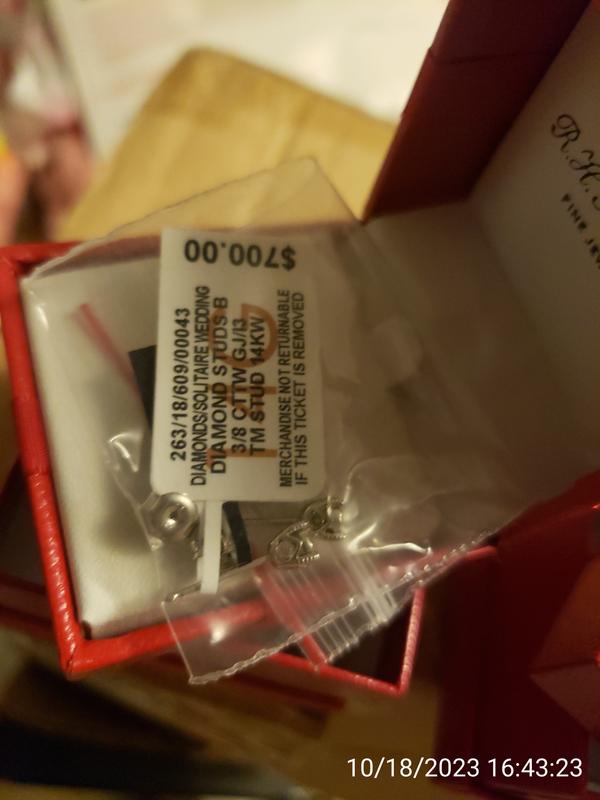 $700.00
263/18/609/00043
DIAMONDS/SOLITAIRE WEDDING
DIAMOND STUDS-B
3/8 CTTW GJ/I3
TM STUD 14KW
MERCHANDISE NOT RETURNABLE
IF THIS TICKET IS REMOVED
R.H.
FINE
10/18/2023 16:43:23